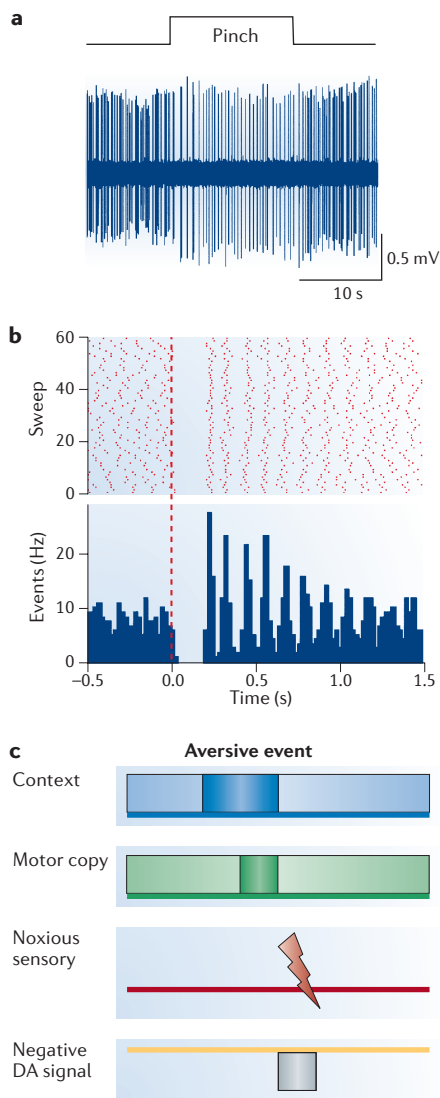 a
Pinch
0.5 mV
10 s
b
60
40
20
0
Sweep
20
10
0
Events (Hz)
–0.5
0.0
0.5
1.0
1.5
Time (s)
c
Aversive event
Context
Motor copy
Noxious
sensory
Negative
DA signal